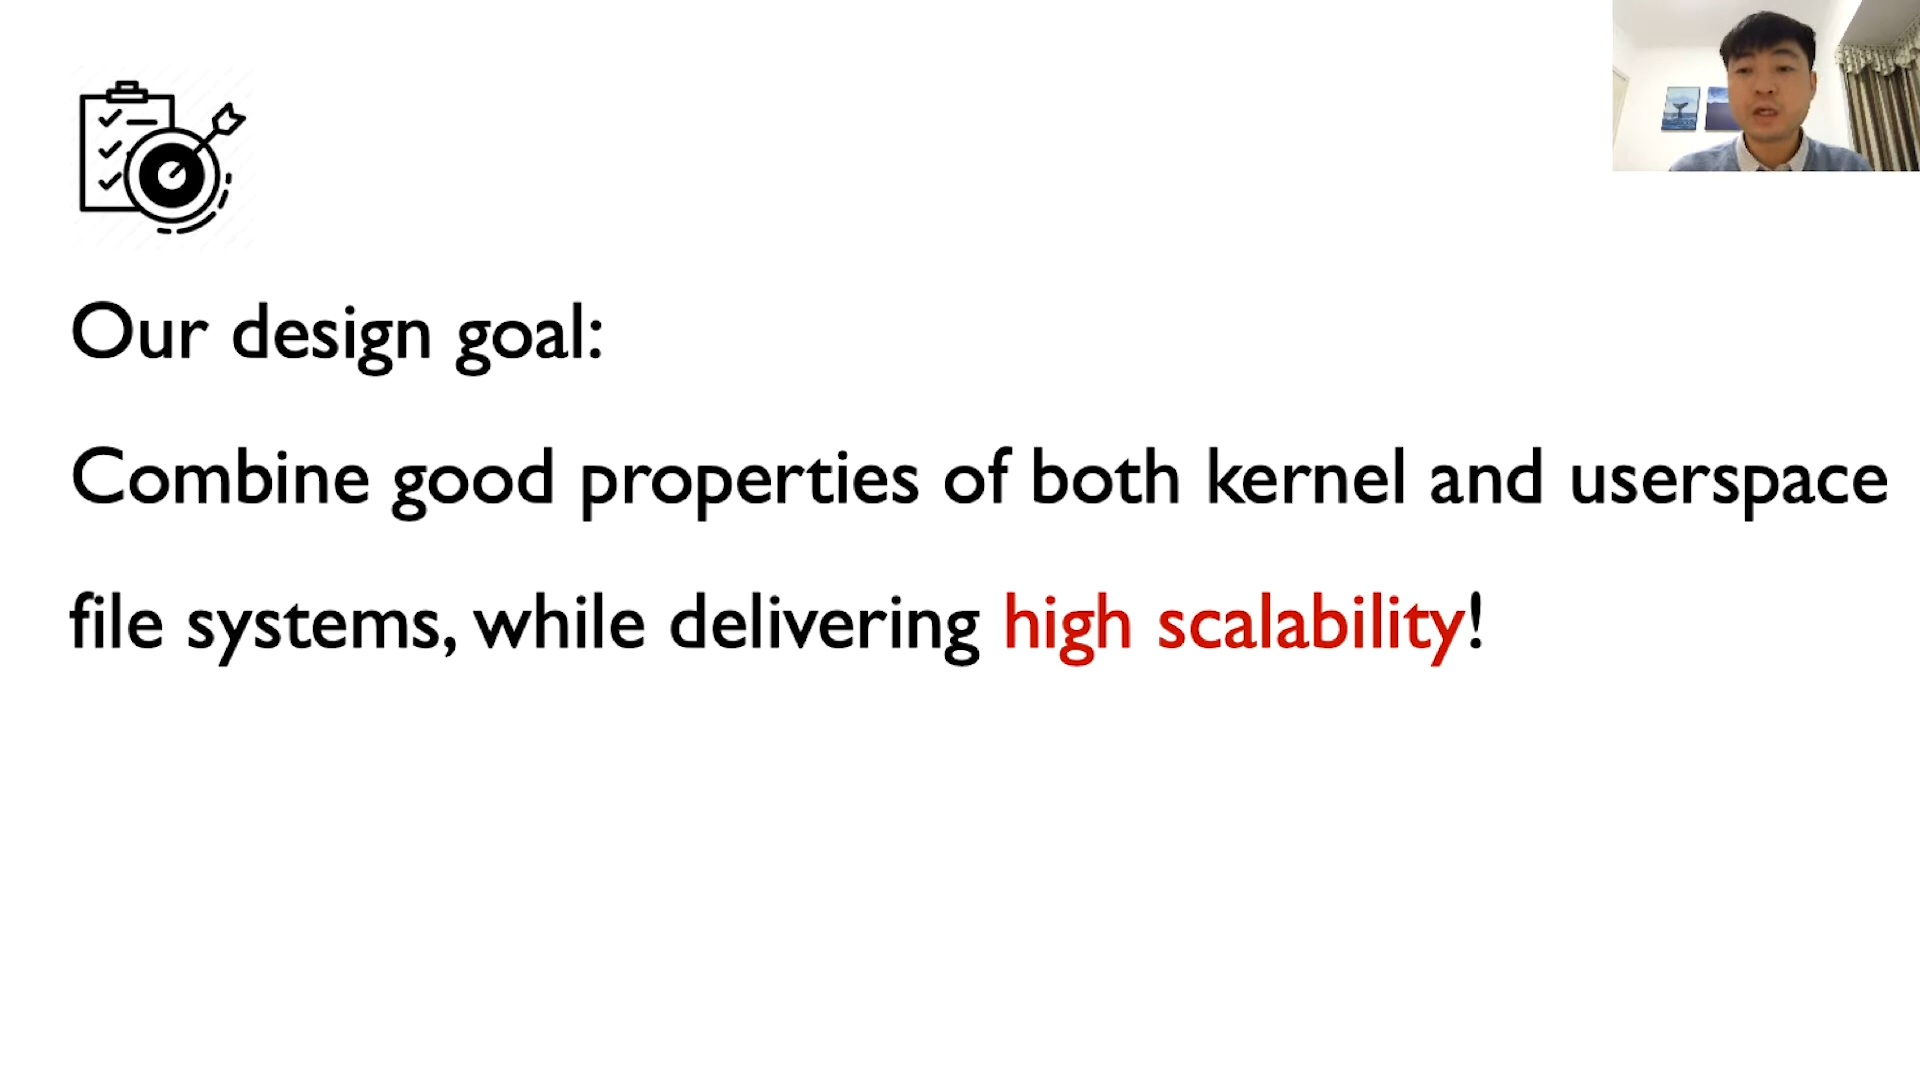 Our design goal:
Combine good properties of both kernel and userspace
file systems, while delivering high scalability!